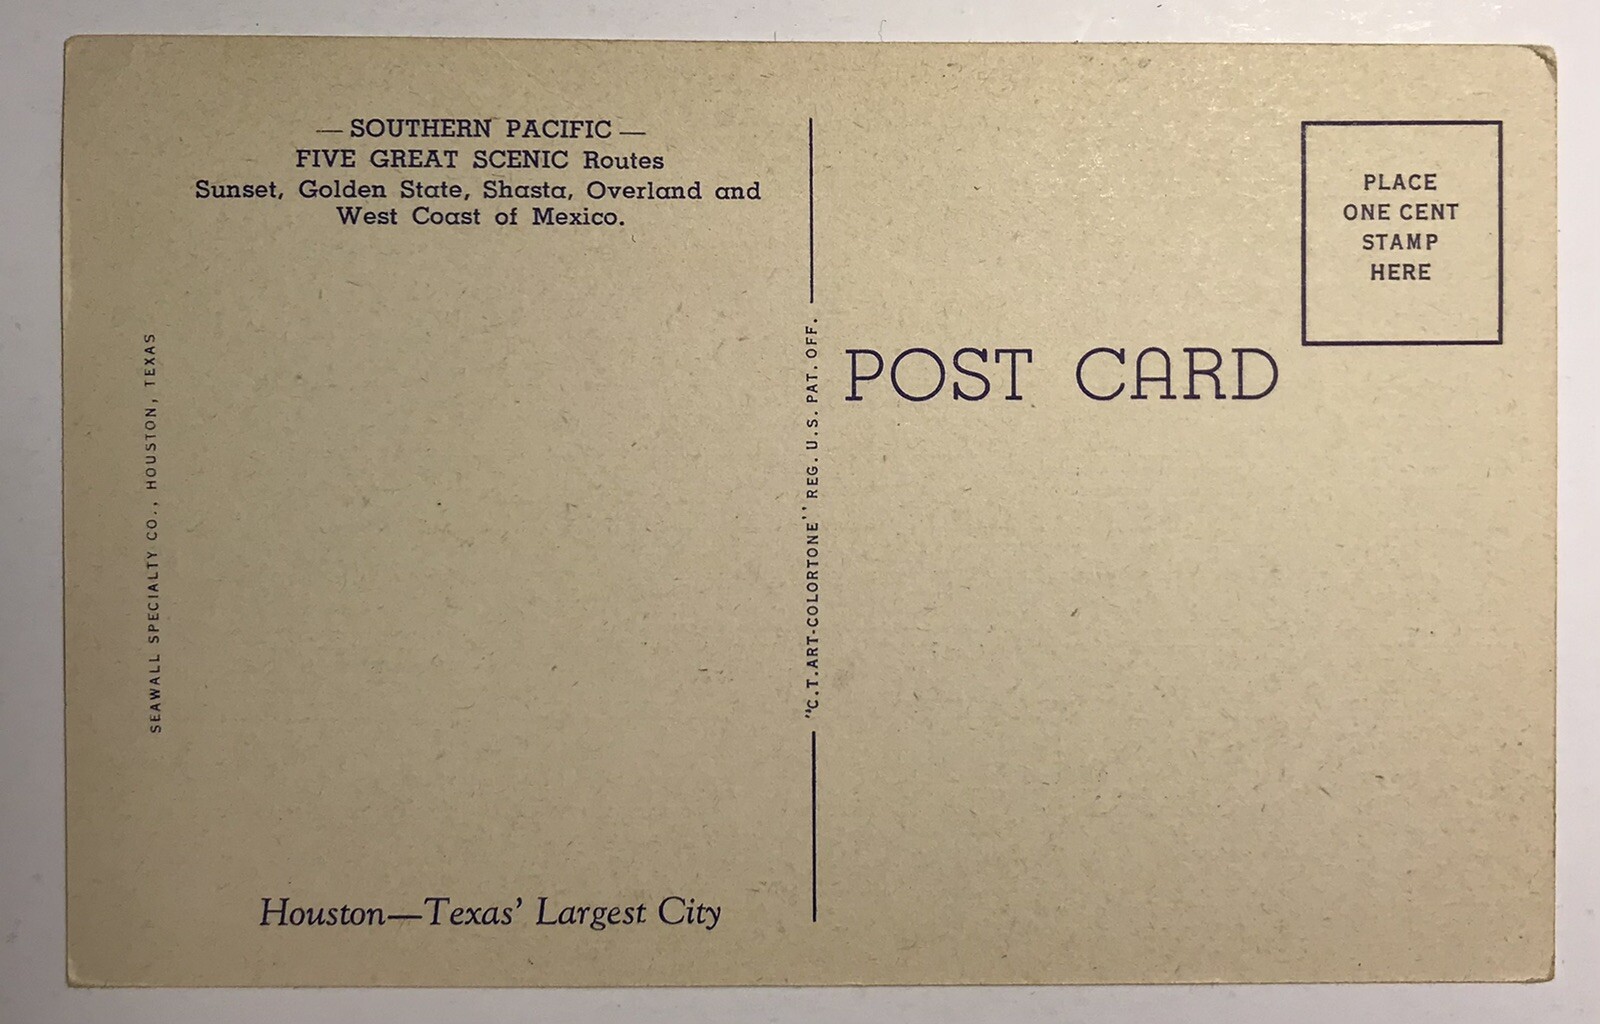 — SOUTHERN PACIFIC —
FIVE GREAT SCENIC Routes
Sunset, Golden State, Shasta, Overland and
West Coast of Mexico.
SEAWALL SPECIALTY CO., HOUSTON, TEXAS
Houston—Texas' Largest City
"C.T. ART-COLORTONE" REG. U.S. PAT. OFF.
POST CARD
PLACE
ONE CENT
STAMP
HERE